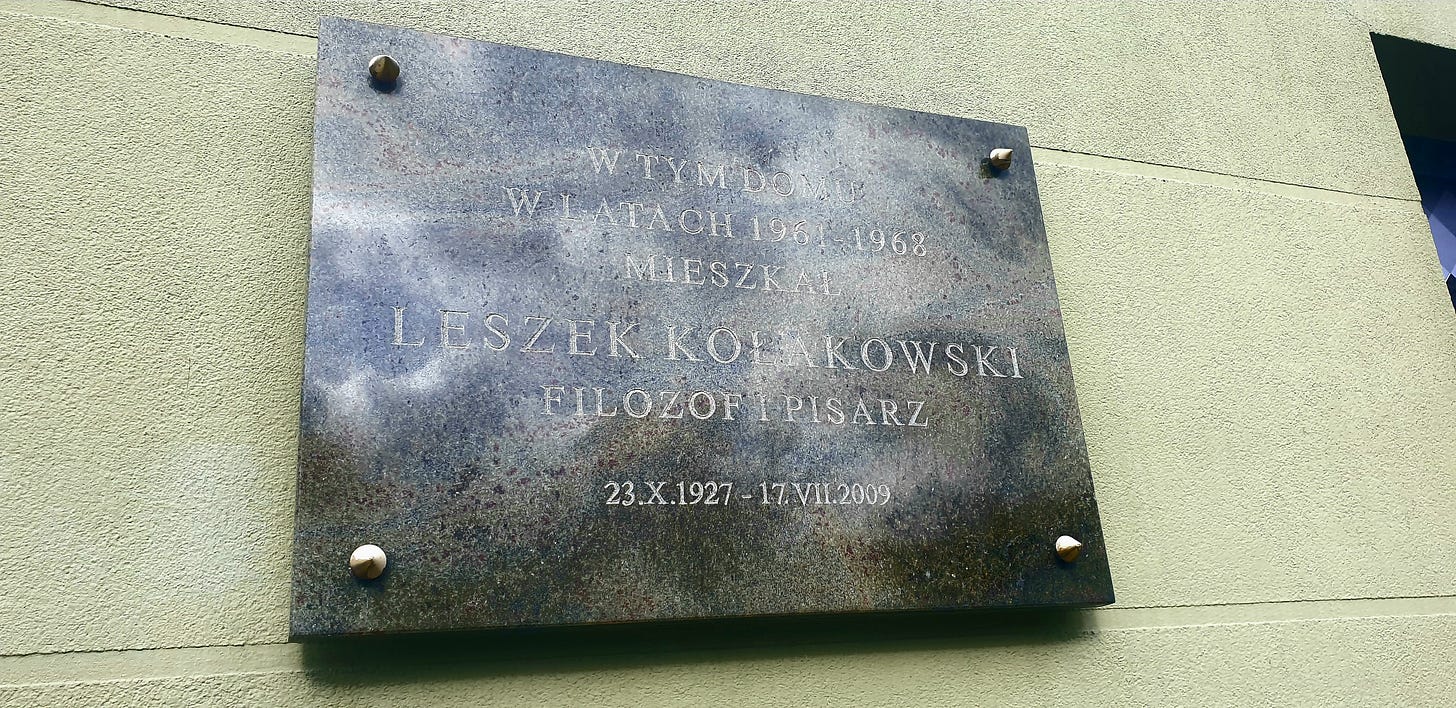 W TYM DOMU
W LATACH 1961-1968
MIESZKAŁ
LESZEK KOŁAKOWSKI
FILOZOF I PISARZ
23.X.1927 - 17.VII.2009